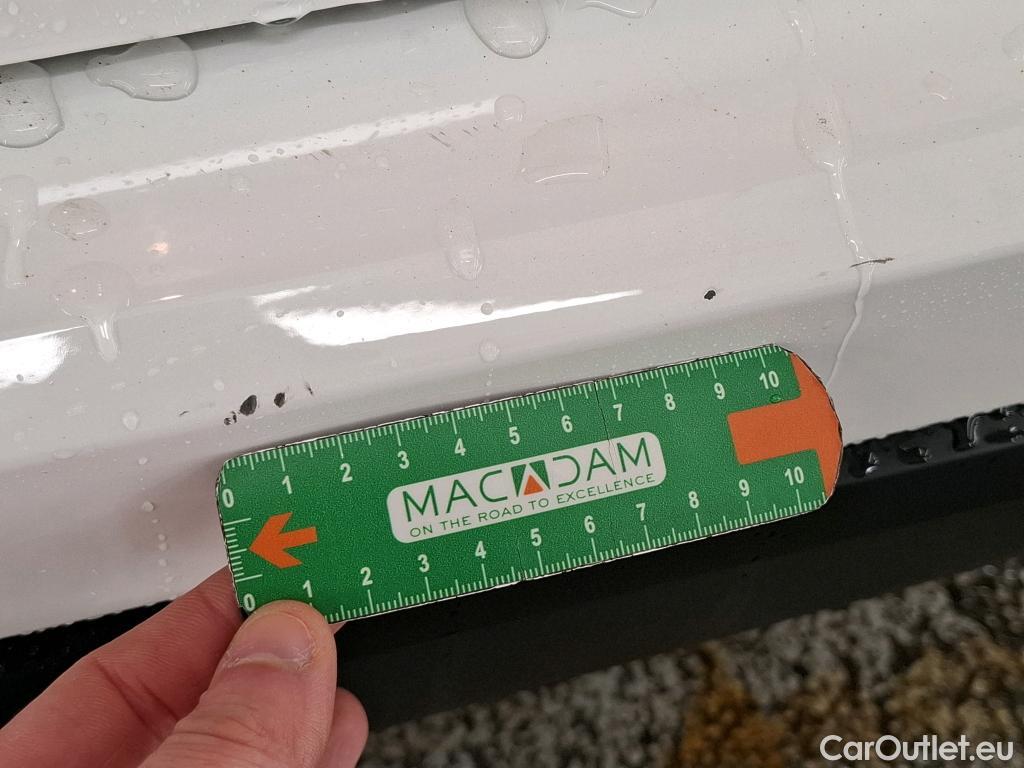 0 1 2 3 4 5 6 7 8 9 10
MACADAM
ON THE ROAD TO EXCELLENCE
0 1 2 3 4 5 6 7 8 9 10
CarOutlet.eu